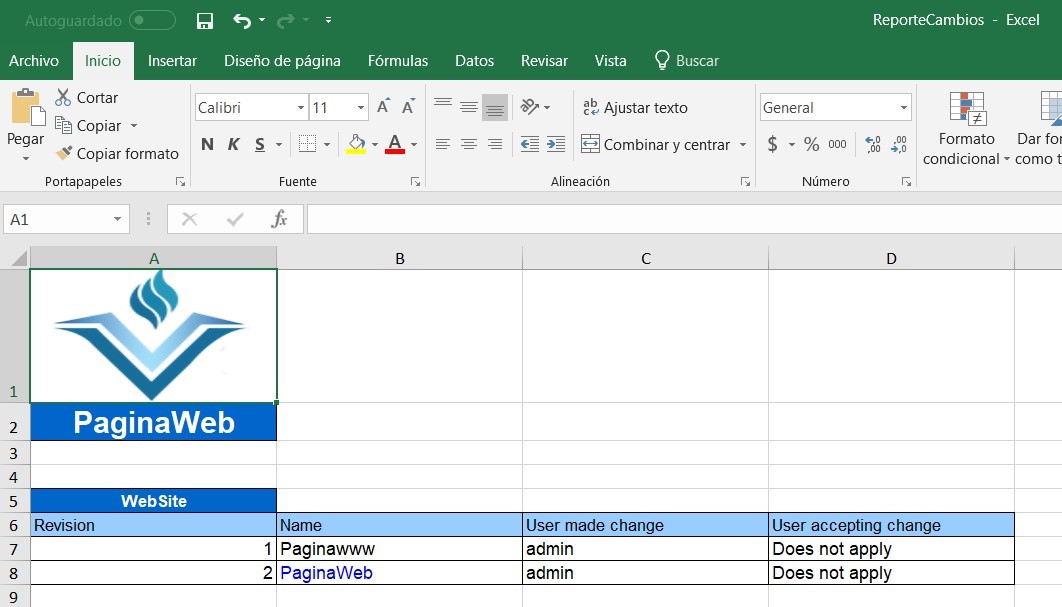 Autoguardado
ReporteCambios - Excel
Archivo Inicio Insertar Diseño de página Fórmulas Datos Revisar Vista Buscar
Pegar
Cortar
Copiar
Copiar formato
Portapapeles
Calibri 11
N K S
Fuente
ab Ajustar texto
Combinar y centrar
Alineación
General
$ % 000
Número
Formato
condicional
Dar for
como t
A1 fx
A B C D
1
2 PaginaWeb
3
4
5 WebSite
6 Revision Name User made change User accepting change
7 1 Paginawww admin Does not apply
8 2 PaginaWeb admin Does not apply
9